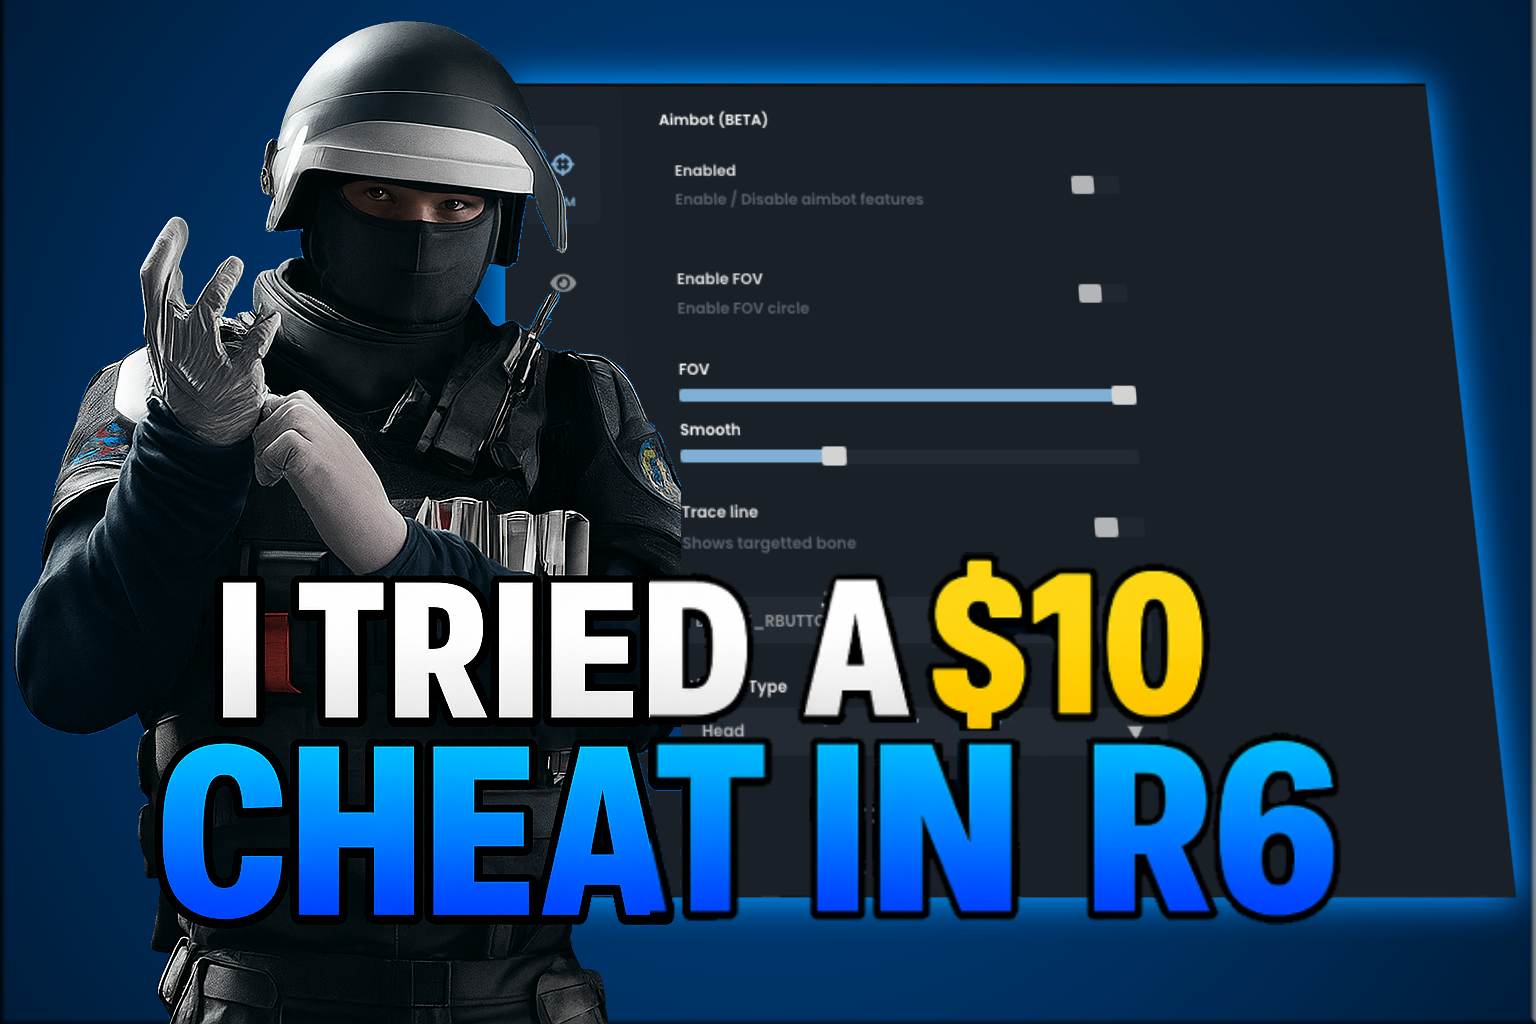 Aimbot (BETA)
Enabled
Enable / Disable aimbot features
Enable FOV
Enable FOV circle
FOV
Smooth
Trace line
Shows targetted bone
Type
Head
I TRIED A $10
CHEAT IN R6